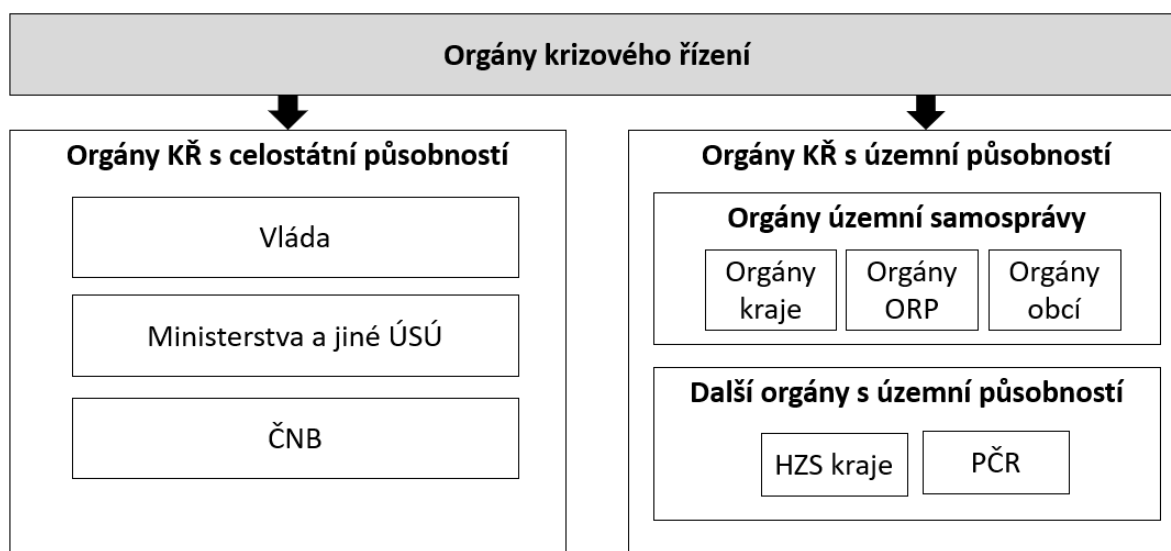 Orgány krizového řízení
Orgány KŘ s celostátní působností
Vláda
Ministerstva a jiné ÚSÚ
ČNB
Orgány KŘ s územní působností
Orgány územní samosprávy
Orgány
kraje
Orgány
ORP
Orgány
obcí
Další orgány s územní působností
HZS kraje
PČR